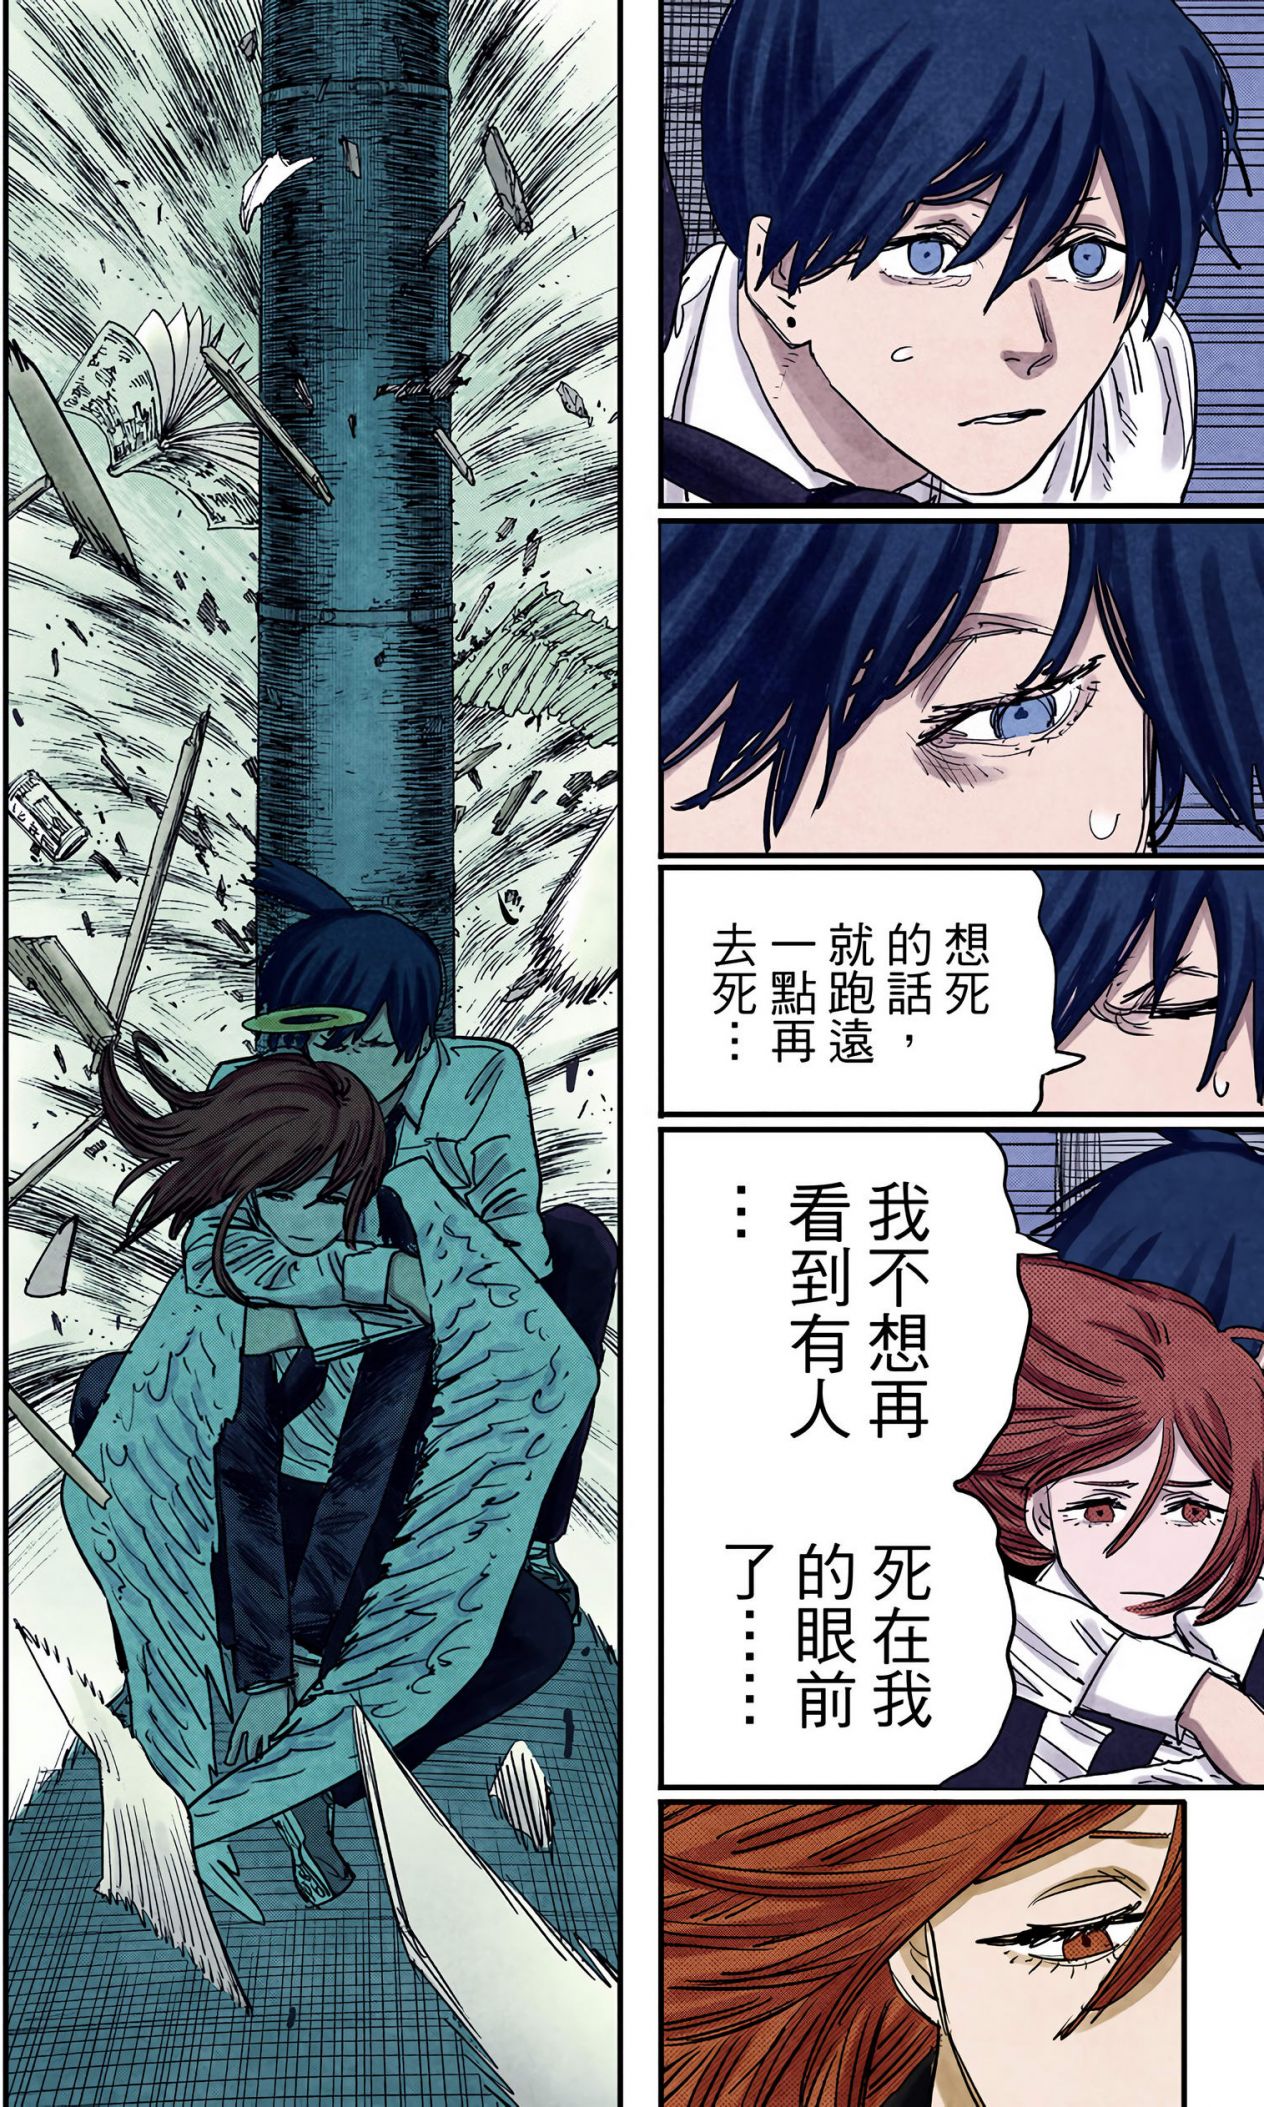 想死
的話，
就跑遠
一點再
去死…
我不想再
看到有人
…
死在我
的眼前
了……